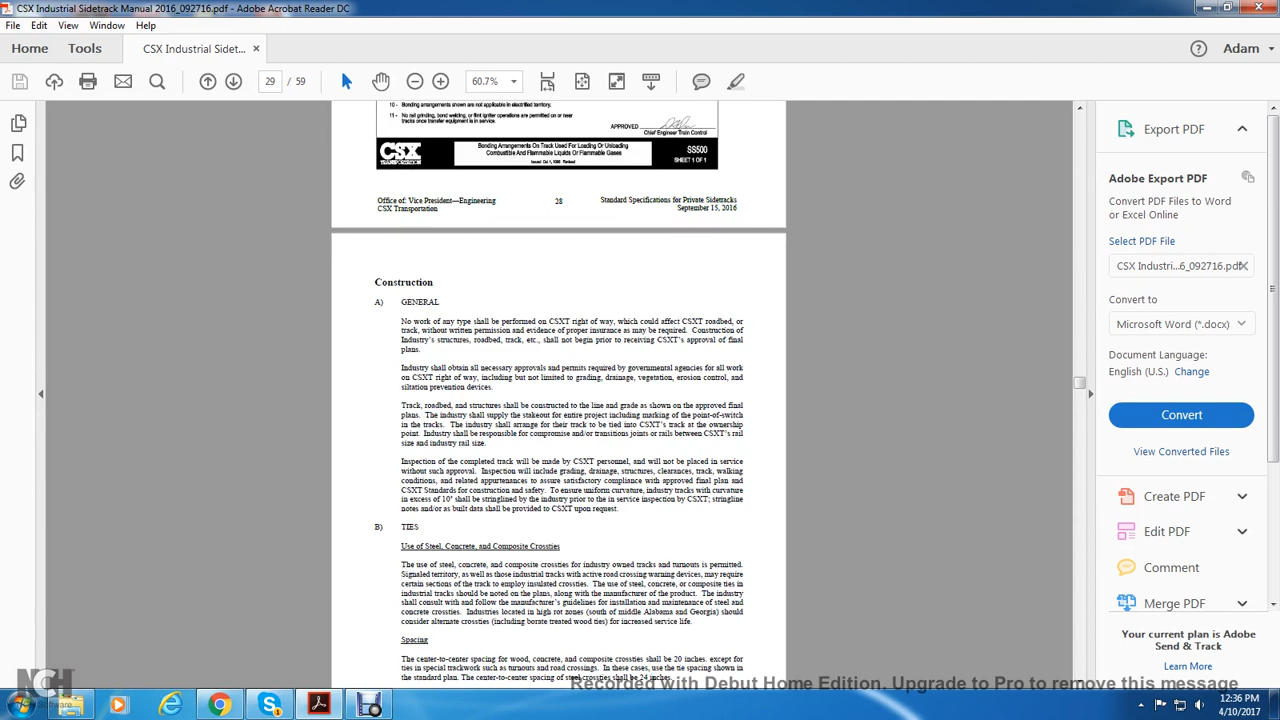 CSX Industrial Sidetrack Manual 2016_092716.pdf - Adobe Acrobat Reader DC
File Edit View Window Help
Home Tools CSX Industrial Sidet... × Adam
29 / 59 60.7%
10 - Bonding arrangements shown are not applicable in electrified territory.
11 - No rail grinding, bond welding, or flint igniter operations are permitted on or near
tracks once transfer equipment is in service.
APPROVED
Chief Engineer Train Control
CSX
TRANSPORTATION
Bonding Arrangements On Track Used For Loading Or Unloading
Combustible And Flammable Liquids Or Flammable Gases
SS500
SHEET 1 OF 1
Office of: Vice President—Engineering
CSX Transportation
28
Standard Specifications for Private Sidetracks
September 15, 2016
Construction
A) GENERAL
No work of any type shall be performed on CSXT right of way, which could affect CSXT roadbed, or
track, without written permission and evidence of proper insurance as may be required. Construction of
Industry's structures, roadbed, track, etc., shall not begin prior to receiving CSXT's approval of final
plans.
Industry shall obtain all necessary approvals and permits required by governmental agencies for all work
on CSXT right of way, including but not limited to grading, drainage, vegetation, erosion control, and
siltation prevention devices.
Track, roadbed, and structures shall be constructed to the line and grade as shown on the approved final
plans. The industry shall supply the stakeout for entire project including marking of the point-of-switch
in the tracks. The industry shall arrange for their track to be tied into CSXT's track at the ownership
point. Industry shall be responsible for compromise and/or transitions joints or rails between CSXT's rail
size and industry rail size.
Inspection of the completed track will be made by CSXT personnel, and will not be placed in service
without such approval. Inspection will include grading, drainage, structures, clearances, track, walking
conditions, and related appurtenances to assure satisfactory compliance with approved final plan and
CSXT Standards for construction and safety. To ensure uniform curvature, industry tracks with curvature
in excess of 10° shall be stringlined by the industry prior to the in service inspection by CSXT; stringline
notes and/or as built data shall be provided to CSXT upon request.
B) TIES
Use of Steel, Concrete, and Composite Crossties
The use of steel, concrete, and composite crossties for industry owned tracks and turnouts is permitted.
Signaled territory, as well as those industrial tracks with active road crossing warning devices, may require
certain sections of the track to employ insulated crossties. The use of steel, concrete, or composite ties in
industrial tracks should be noted on the plans, along with the manufacturer of the product. The industry
shall consult with and follow the manufacturer's guidelines for installation and maintenance of steel and
concrete crossties. Industries located in high rot zones (south of middle Alabama and Georgia) should
consider alternate crossties (including borate treated wood ties) for increased service life.
Spacing
The center-to-center spacing for wood, concrete, and composite crossties shall be 20 inches. except for
ties in special trackwork such as turnouts and road crossings. In these cases, use the tie spacing shown in
the standard plan. The center-to-center spacing of steel crossties shall be 24 inches.
Export PDF
Adobe Export PDF
Convert PDF Files to Word
or Excel Online
Select PDF File
CSX Industri...6_092716.pdf ×
Convert to
Microsoft Word (*.docx)
Document Language:
English (U.S.) Change
Convert
View Converted Files
Create PDF
Edit PDF
Comment
Merge PDF
Your current plan is Adobe
Send & Track
Learn More
Recorded with Debut Home Edition. Upgrade to Pro to remove this message
NCH
Software
12:36 PM
4/10/2017